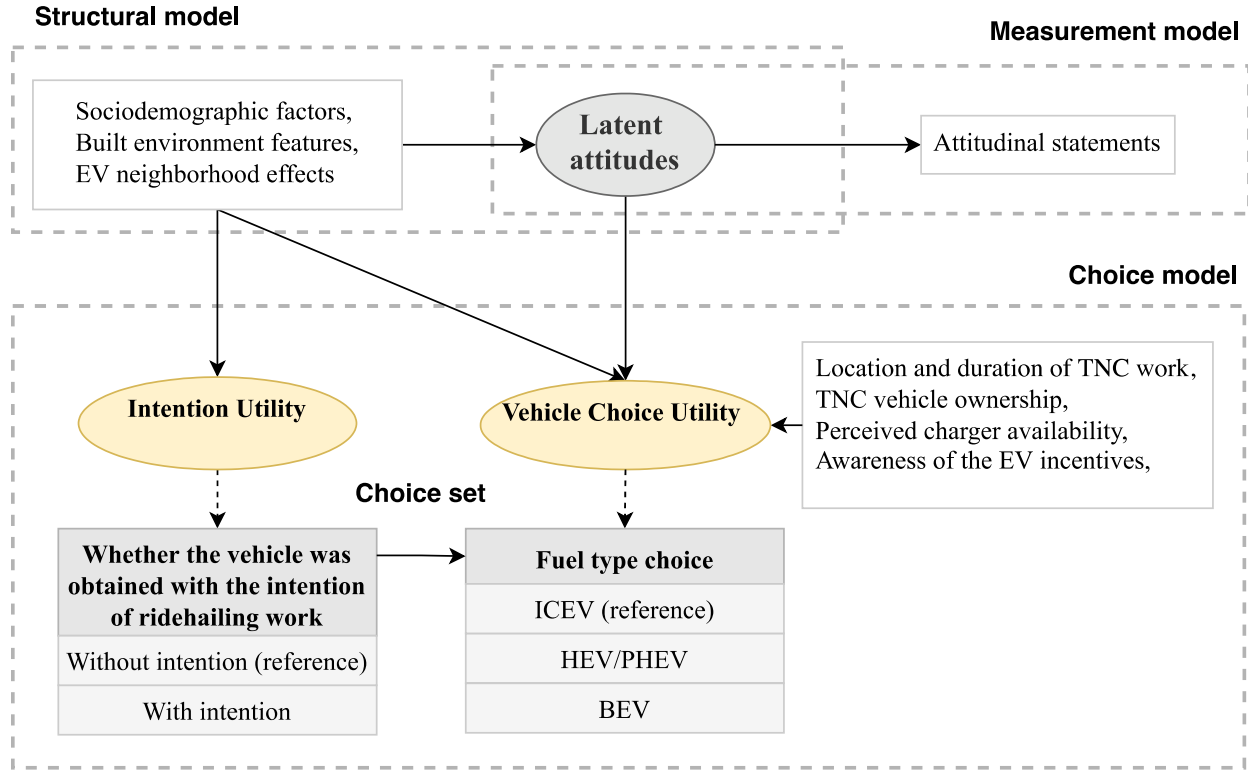 Structural model
Measurement model
Sociodemographic factors,
Built environment features,
EV neighborhood effects
Latent
attitudes
Attitudinal statements
Choice model
Intention Utility
Vehicle Choice Utility
Location and duration of TNC work,
TNC vehicle ownership,
Perceived charger availability,
Awareness of the EV incentives,
Choice set
Whether the vehicle was
obtained with the intention
of ridehailing work
Without intention (reference)
With intention
Fuel type choice
ICEV (reference)
HEV/PHEV
BEV